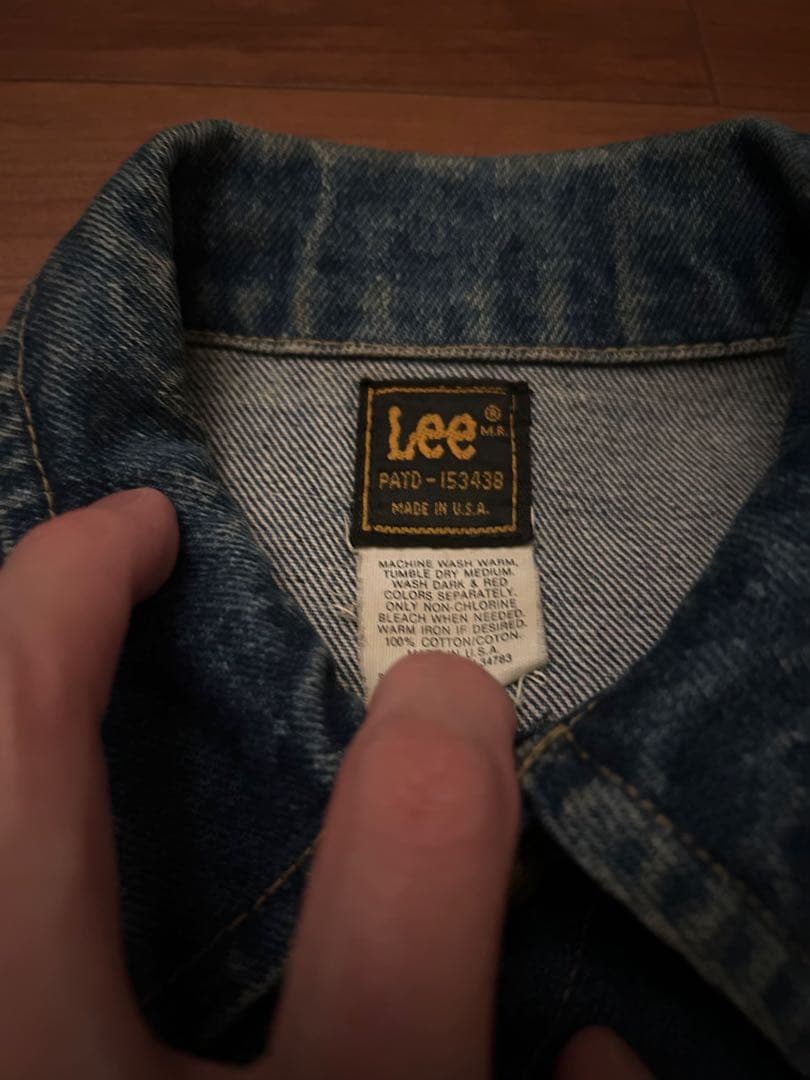 Lee ®
M.R.
PATD-153438
MADE IN U.S.A.
MACHINE WASH WARM,
TUMBLE DRY MEDIUM.
WASH DARK & RED
COLORS SEPARATELY.
ONLY NON-CHLORINE
BLEACH WHEN NEEDED.
WARM IRON IF DESIRED.
100% COTTON/COTON.
U.S.A.
34783